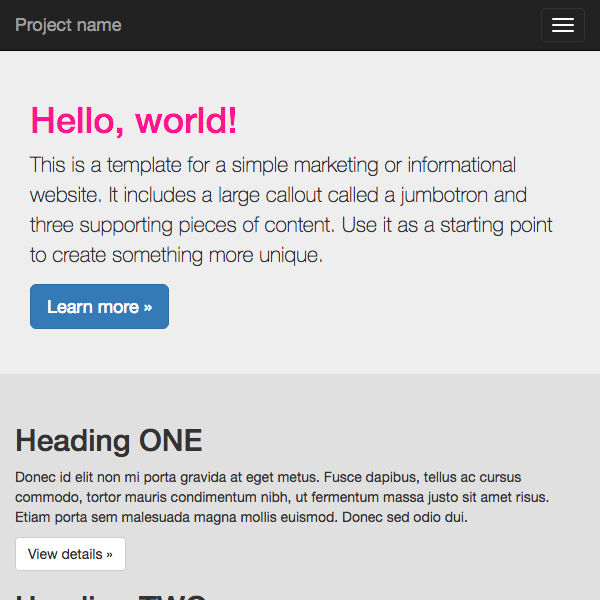 Project name
Hello, world!
This is a template for a simple marketing or informational
website. It includes a large callout called a jumbotron and
three supporting pieces of content. Use it as a starting point
to create something more unique.
Learn more »
Heading ONE
Donec id elit non mi porta gravida at eget metus. Fusce dapibus, tellus ac cursus
commodo, tortor mauris condimentum nibh, ut fermentum massa justo sit amet risus.
Etiam porta sem malesuada magna mollis euismod. Donec sed odio dui.
View details »
Heading TWO